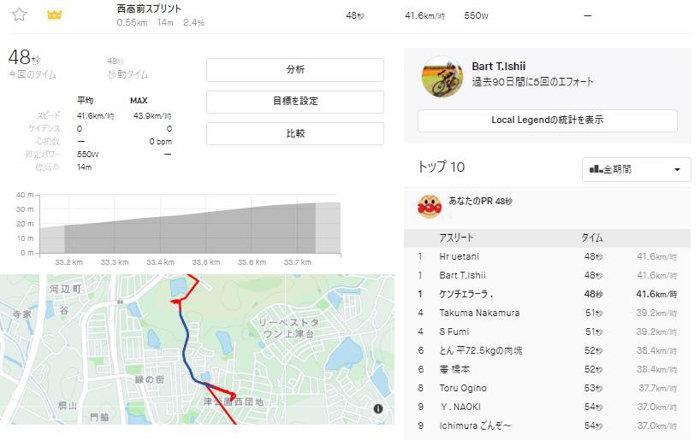 西高前スプリント
0.55km 14m 2.4%
48秒 41.6km/時 550W —
48秒
今回のタイム
48秒
移動タイム
分析
目標を設定
比較
平均 MAX
スピード 41.6km/時 43.9km/時
ケイデンス 0 0
心拍数 — 0 bpm
推定パワー 550W —
14m
40 m
30 m
20 m
10 m
0 m
33.2 km 33.3 km 33.4 km 33.5 km 33.6 km 33.7 km
河辺町
寺家
谷
リーベストタ
ウン上津台
緑の街
桐山
門脇
津公園西団地
Bart T.Ishii
過去90日間に5回のエフォート
Local Legendの統計を表示
トップ 10
全期間
あなたのPR 48秒
アスリート タイム
1 Hr uetani 48秒 41.6km/時
1 Bart T.Ishii 48秒 41.6km/時
1 ケンチェラーラ . 48秒 41.6km/時
4 Takuma Nakamura 51秒 39.2km/時
4 S Fumi 51秒 39.2km/時
6 とん 平72.5kgの肉塊 52秒 38.4km/時
6 橋本 52秒 38.4km/時
8 Toru Ogino 53秒 37.7km/時
9 Y. NAOKI 54秒 37.0km/時
9 Ichimura ごんぞ〜 54秒 37.0km/時